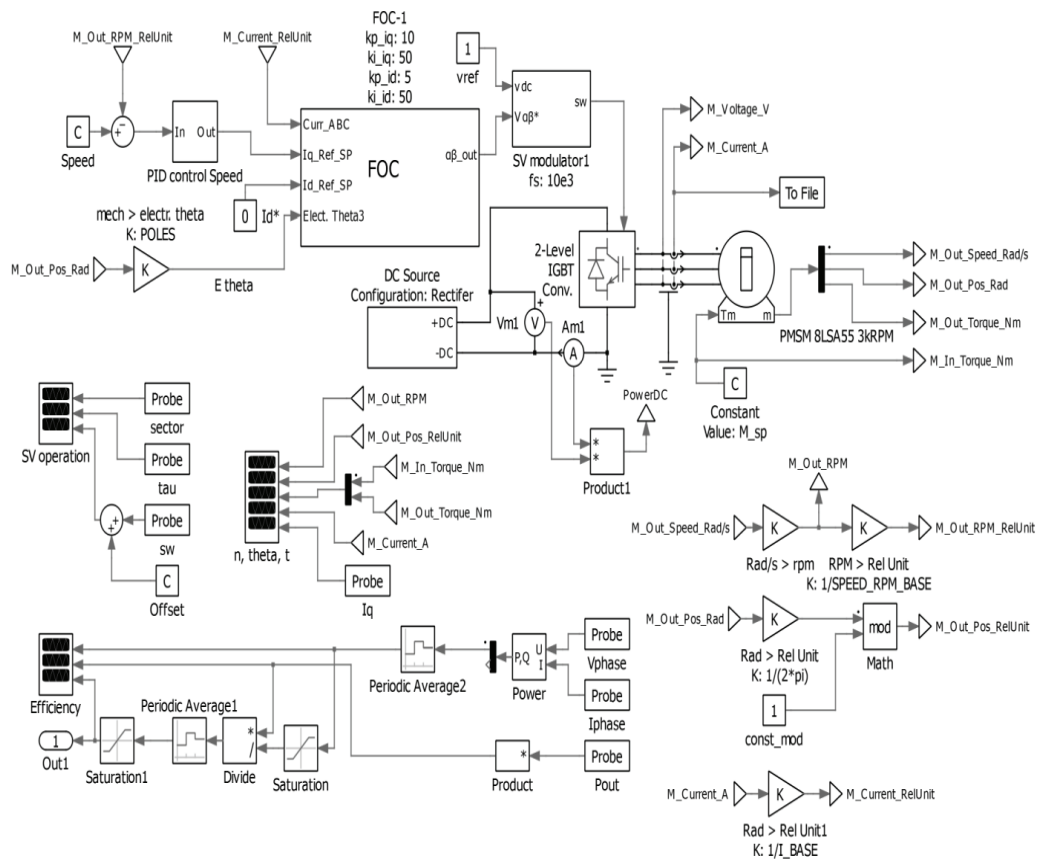 FOC-1
kp_iq: 10
ki_iq: 50
kp_id: 5
ki_id: 50
M_Out_RPM_RelUnit
M_Current_RelUnit
1
vref
vdc
Vαβ*
sw
SV modulator1
fs: 10e3
C
Speed
+
−
In
Out
PID control Speed
Curr_ABC
Iq_Ref_SP
Id_Ref_SP
Elect. Theta3
FOC
αβ_out
0
Id*
mech > electr. theta
K: POLES
M_Out_Pos_Rad
K
E theta
M_Voltage_V
M_Current_A
To File
2-Level
IGBT
Conv.
DC Source
Configuration: Rectifer
+DC
-DC
Vm1
+
V
Am1
A
Tm
m
PMSM 8LSA55 3kRPM
M_Out_Speed_Rad/s
M_Out_Pos_Rad
M_Out_Torque_Nm
M_In_Torque_Nm
C
Constant
Value: M_sp
PowerDC
*
*
Product1
SV operation
Probe
sector
Probe
tau
+
+
Probe
sw
C
Offset
M_Out_RPM
M_Out_Pos_RelUnit
M_In_Torque_Nm
M_Out_Torque_Nm
M_Current_A
n, theta, t
Probe
Iq
M_Out_RPM
M_Out_Speed_Rad/s
K
K
M_Out_RPM_RelUnit
Rad/s > rpm
RPM > Rel Unit
K: 1/SPEED_RPM_BASE
M_Out_Pos_Rad
K
mod
M_Out_Pos_RelUnit
Rad > Rel Unit
K: 1/(2*pi)
Math
1
const_mod
Efficiency
Periodic Average2
P,Q
U
I
Power
Probe
Vphase
Probe
Iphase
Periodic Average1
1
Out1
Saturation1
*
/
Divide
Saturation
*
Product
Probe
Pout
M_Current_A
K
M_Current_RelUnit
Rad > Rel Unit1
K: 1/I_BASE